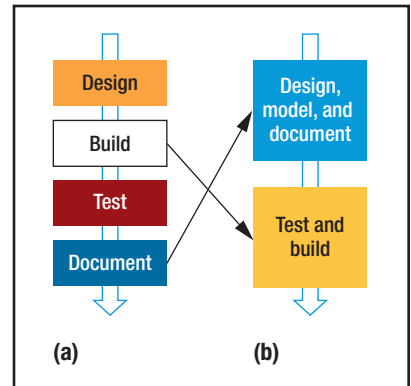 Design
Build
Test
Document
(a)
Design,
model, and
document
Test and
build
(b)